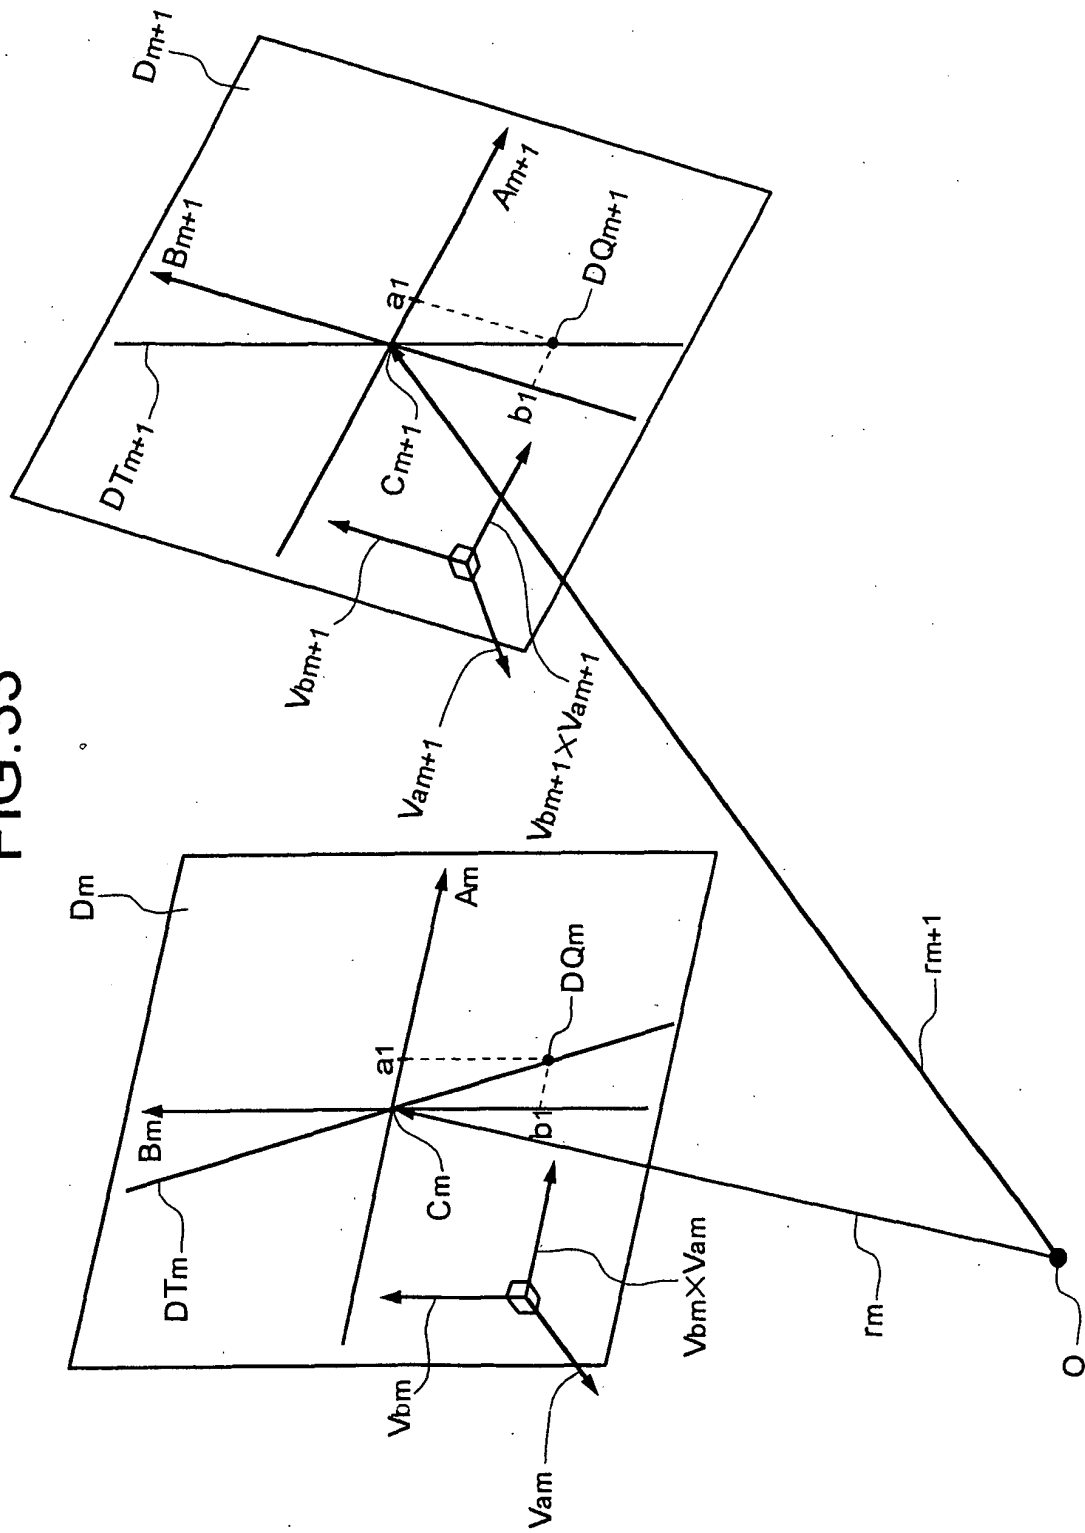 FIG.33
Dm+1
Bm+1
Am+1
DTm+1
a1
DQm+1
Cm+1
b1
Vbm+1
Vam+1
Vbm+1×Vam+1
Dm
Bm
Am
DTm
a1
DQm
Cm
b1
Vbm
Vam
Vbm×Vam
rm
rm+1
O